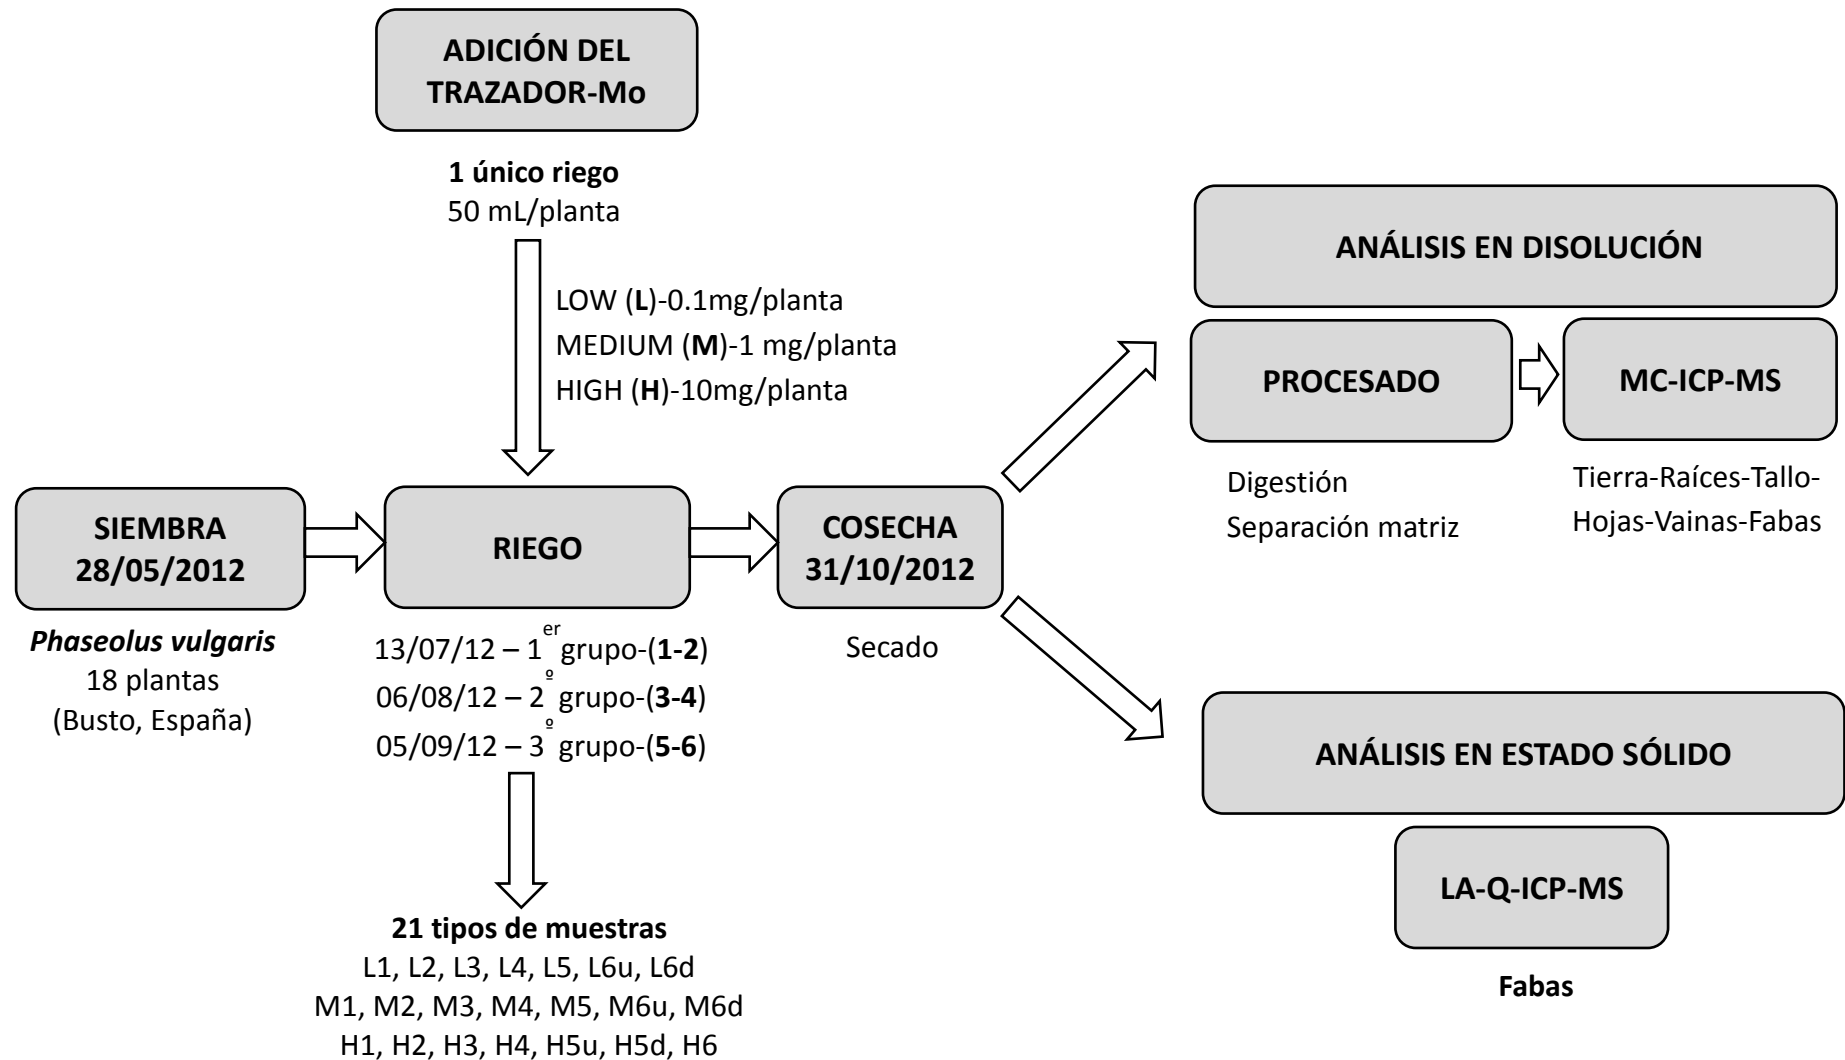 ADICIÓN DEL
TRAZADOR-Mo
1 único riego
50 mL/planta
LOW (L)-0.1mg/planta
MEDIUM (M)-1 mg/planta
HIGH (H)-10mg/planta
SIEMBRA
28/05/2012
Phaseolus vulgaris
18 plantas
(Busto, España)
RIEGO
13/07/12 – 1er grupo-(1-2)
06/08/12 – 2º grupo-(3-4)
05/09/12 – 3º grupo-(5-6)
21 tipos de muestras
L1, L2, L3, L4, L5, L6u, L6d
M1, M2, M3, M4, M5, M6u, M6d
H1, H2, H3, H4, H5u, H5d, H6
COSECHA
31/10/2012
Secado
ANÁLISIS EN DISOLUCIÓN
PROCESADO
Digestión
Separación matriz
MC-ICP-MS
Tierra-Raíces-Tallo-
Hojas-Vainas-Fabas
ANÁLISIS EN ESTADO SÓLIDO
LA-Q-ICP-MS
Fabas